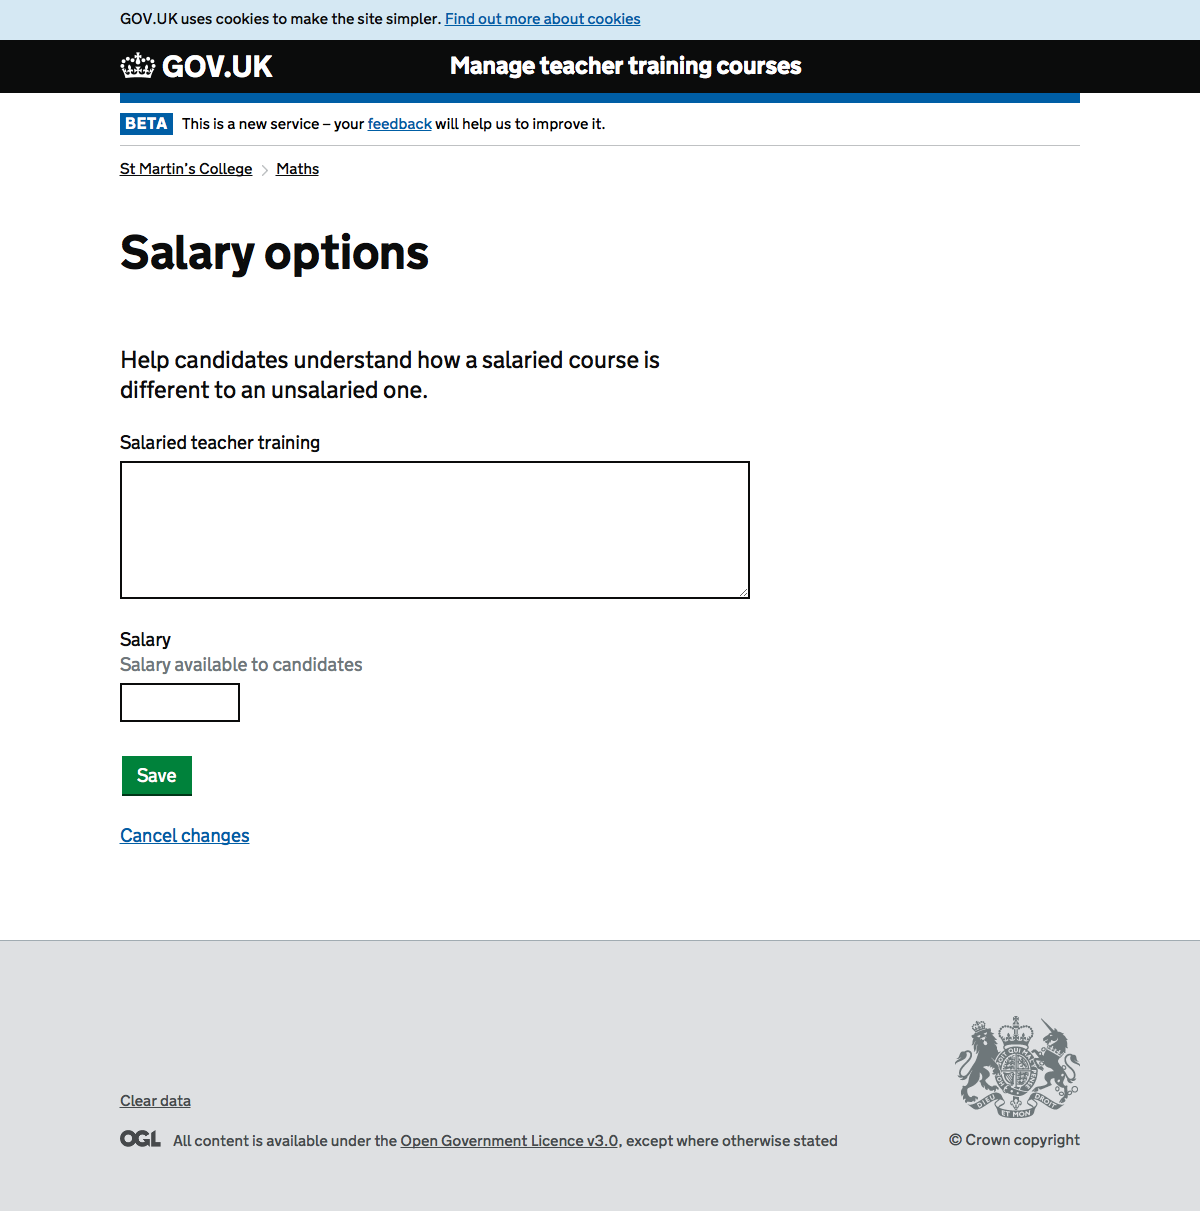 GOV.UK uses cookies to make the site simpler. Find out more about cookies
GOV.UK
Manage teacher training courses
BETA This is a new service – your feedback will help us to improve it.
St Martin's College > Maths
Salary options
Help candidates understand how a salaried course is
different to an unsalaried one.
Salaried teacher training
Salary
Salary available to candidates
Save
Cancel changes
Clear data
OGL All content is available under the Open Government Licence v3.0, except where otherwise stated
DIEU ET MON DROIT
© Crown copyright